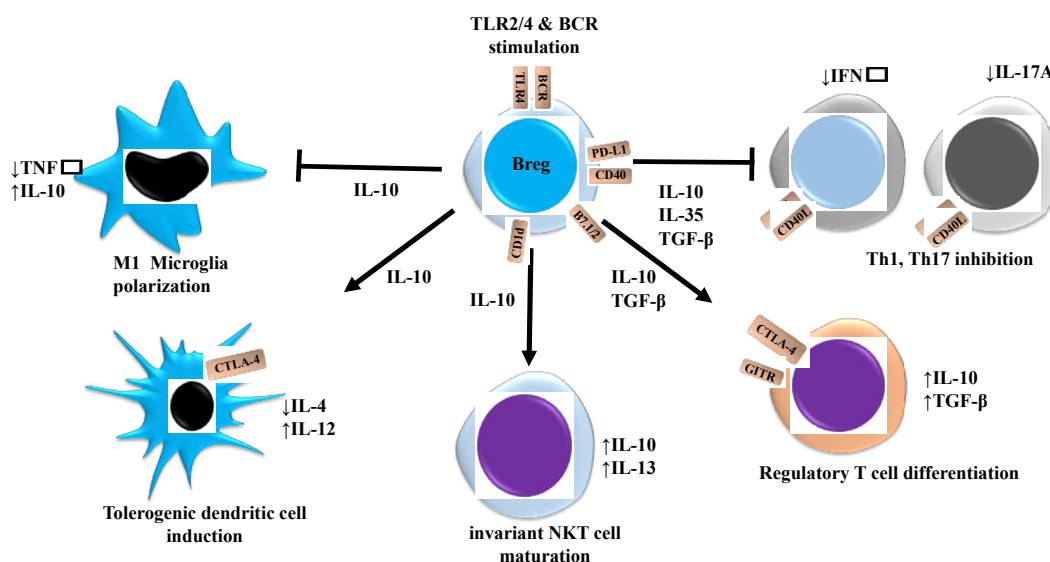 TLR2/4 & BCR
stimulation
TLR4
BCR
Breg
PD-L1
CD40
B7.1/2
CD1d
↓TNF□
↑IL-10
M1 Microglia
polarization
IL-10
IL-10
IL-35
TGF-β
↓IFN□
↓IL-17A
CD40L
CD40L
Th1, Th17 inhibition
IL-10
IL-10
IL-10
TGF-β
CTLA-4
↓IL-4
↑IL-12
Tolerogenic dendritic cell
induction
↑IL-10
↑IL-13
invariant NKT cell
maturation
CTLA-4
GITR
↑IL-10
↑TGF-β
Regulatory T cell differentiation